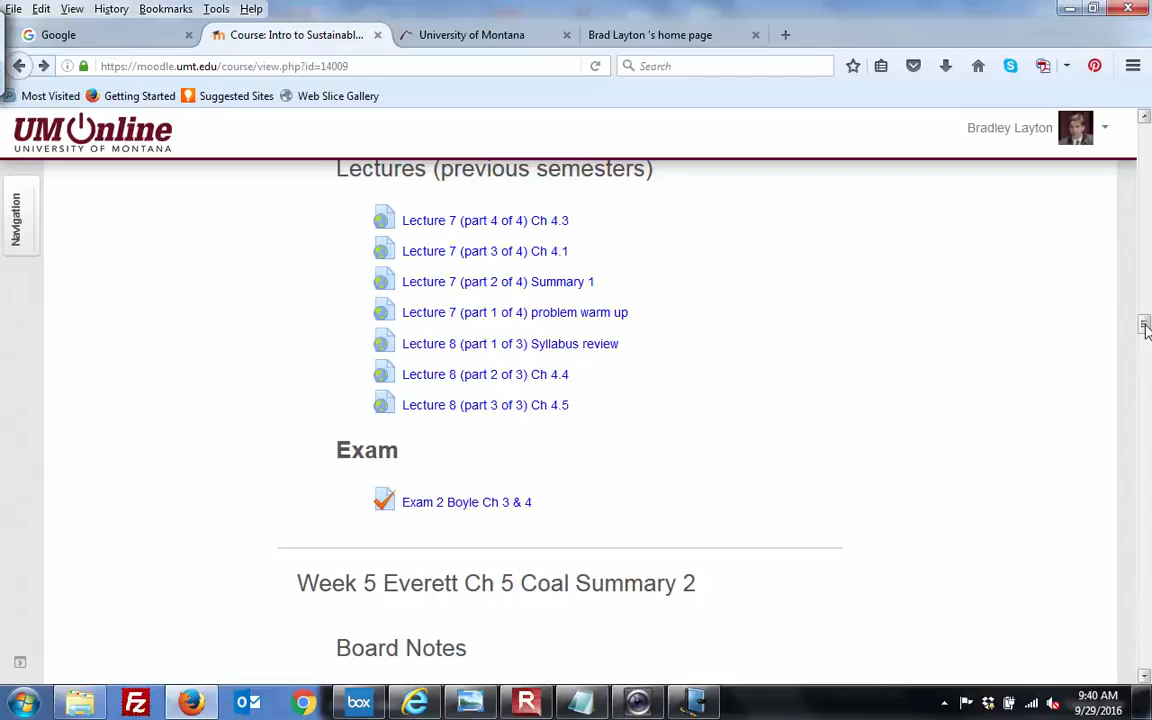 File Edit View History Bookmarks Tools Help
Google
Course: Intro to Sustainabl...
University of Montana
Brad Layton 's home page
https://moodle.umt.edu/course/view.php?id=14009
Search
Most Visited Getting Started Suggested Sites Web Slice Gallery
UM Online
UNIVERSITY OF MONTANA
Bradley Layton
Navigation
Lectures (previous semesters)
Lecture 7 (part 4 of 4) Ch 4.3
Lecture 7 (part 3 of 4) Ch 4.1
Lecture 7 (part 2 of 4) Summary 1
Lecture 7 (part 1 of 4) problem warm up
Lecture 8 (part 1 of 3) Syllabus review
Lecture 8 (part 2 of 3) Ch 4.4
Lecture 8 (part 3 of 3) Ch 4.5
Exam
Exam 2 Boyle Ch 3 & 4
Week 5 Everett Ch 5 Coal Summary 2
Board Notes
box
9:40 AM
9/29/2016